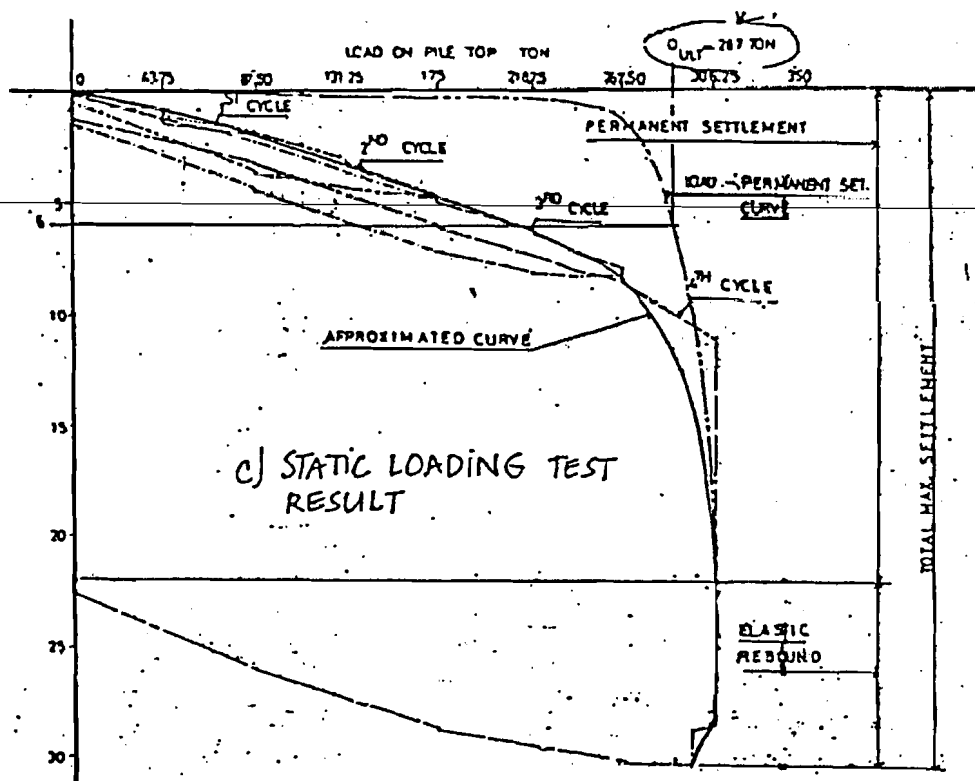 LOAD ON PILE TOP TON
Q ULT = 287 TON
0 43.75 87.50 131.25 175 218.75 262.50 306.25 350
1ST CYCLE
PERMANENT SETTLEMENT
2ND CYCLE
LOAD - PERMANENT SET.
CURVE
3RD CYCLE
5
6
4TH CYCLE
10
APPROXIMATED CURVE
15
c) STATIC LOADING TEST
RESULT
20
TOTAL MAX. SETTLEMENT
25
ELASTIC
REBOUND
30